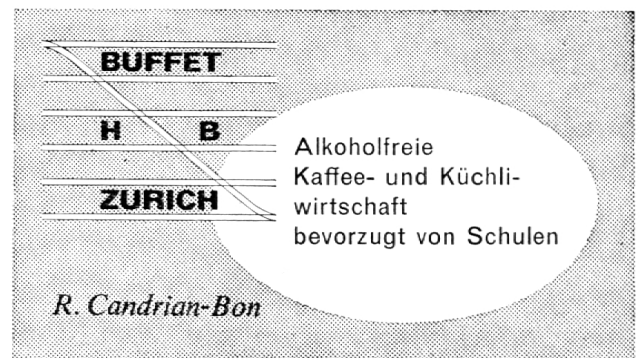 BUFFET
H B
ZURICH
Alkoholfreie
Kaffee- und Küchli-
wirtschaft
bevorzugt von Schulen
R. Candrian-Bon